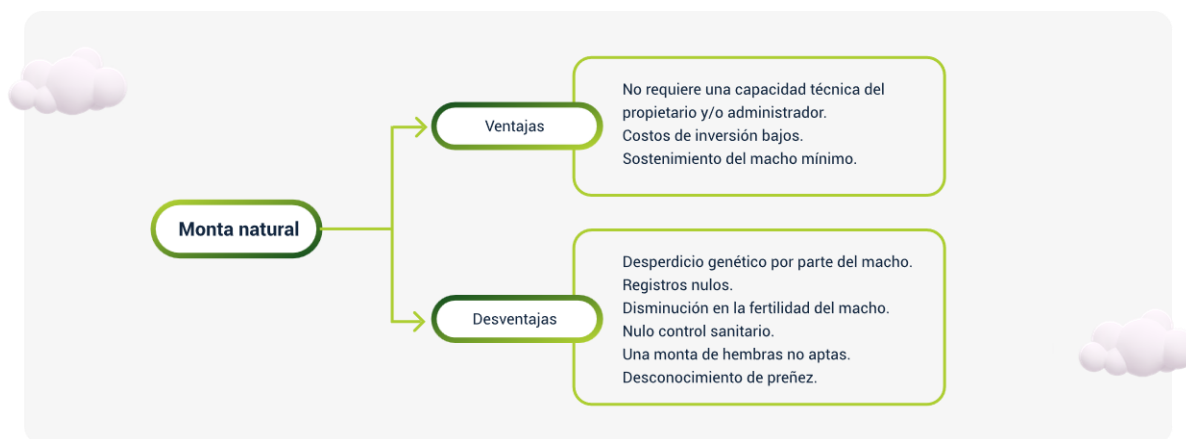 Monta natural
Ventajas
No requiere una capacidad técnica del
propietario y/o administrador.
Costos de inversión bajos.
Sostenimiento del macho mínimo.
Desventajas
Desperdicio genético por parte del macho.
Registros nulos.
Disminución en la fertilidad del macho.
Nulo control sanitario.
Una monta de hembras no aptas.
Desconocimiento de preñez.